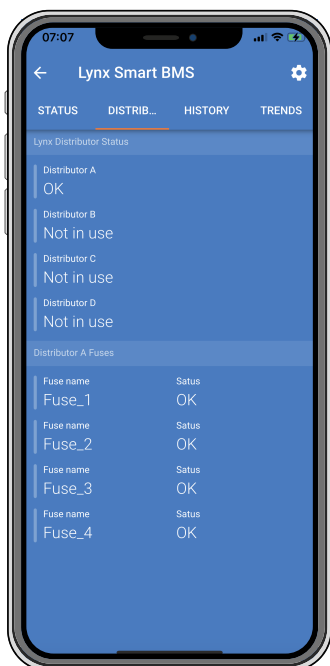 07:07
Lynx Smart BMS
STATUS DISTRIB... HISTORY TRENDS
Lynx Distributor Status
Distributor A
OK
Distributor B
Not in use
Distributor C
Not in use
Distributor D
Not in use
Distributor A Fuses
Fuse name Satus
Fuse_1 OK
Fuse name Satus
Fuse_2 OK
Fuse name Satus
Fuse_3 OK
Fuse name Satus
Fuse_4 OK